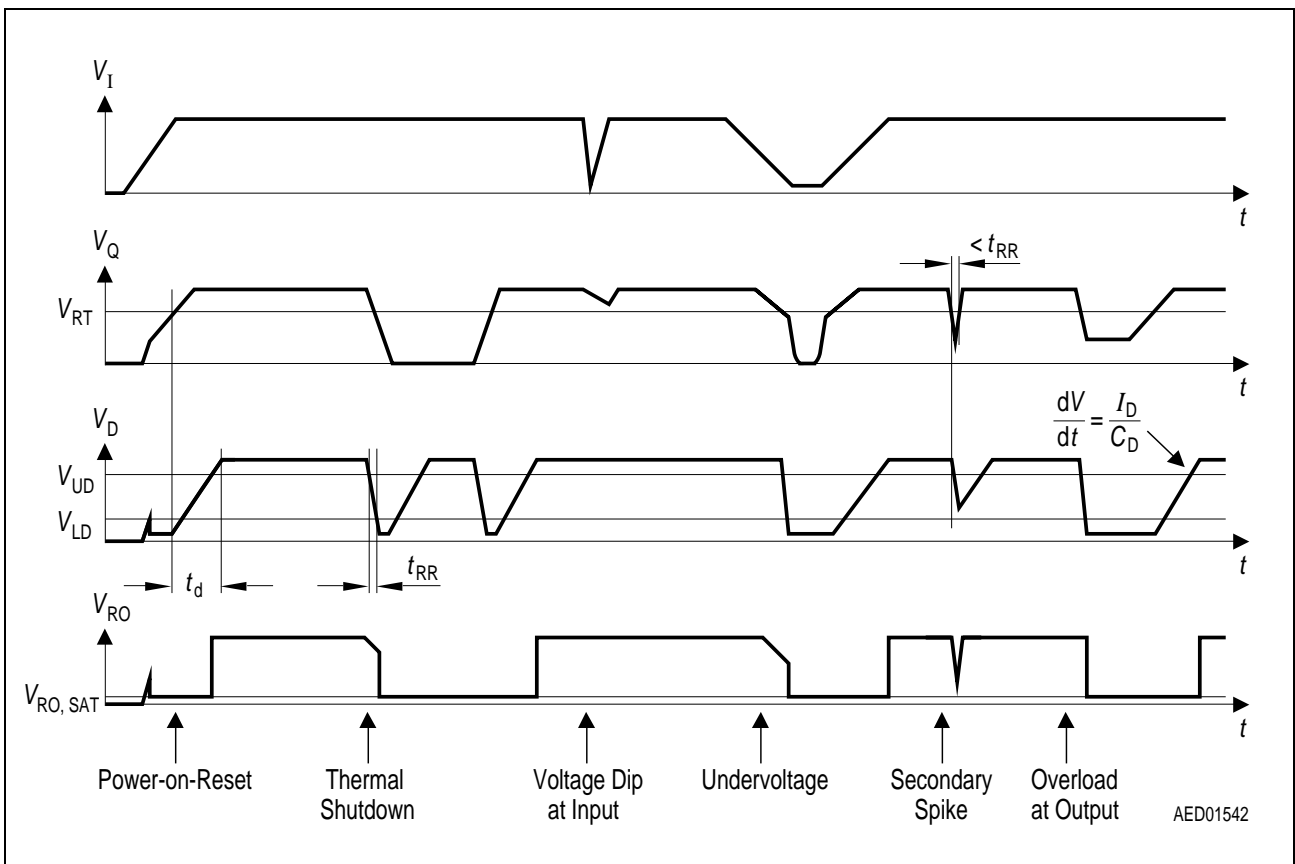 V_I
t
V_Q
< t_RR
V_RT
t
V_D
dV/dt = I_D/C_D
V_UD
V_LD
t
t_d
t_RR
V_RO
V_RO, SAT
t
Power-on-Reset
Thermal
Shutdown
Voltage Dip
at Input
Undervoltage
Secondary
Spike
Overload
at Output
AED01542